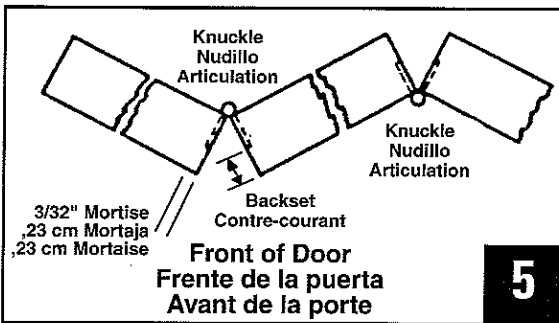 Knuckle
Nudillo
Articulation
Knuckle
Nudillo
Articulation
3/32" Mortise
,23 cm Mortaja
,23 cm Mortaise
Backset
Contre-courant
Front of Door
Frente de la puerta
Avant de la porte
5